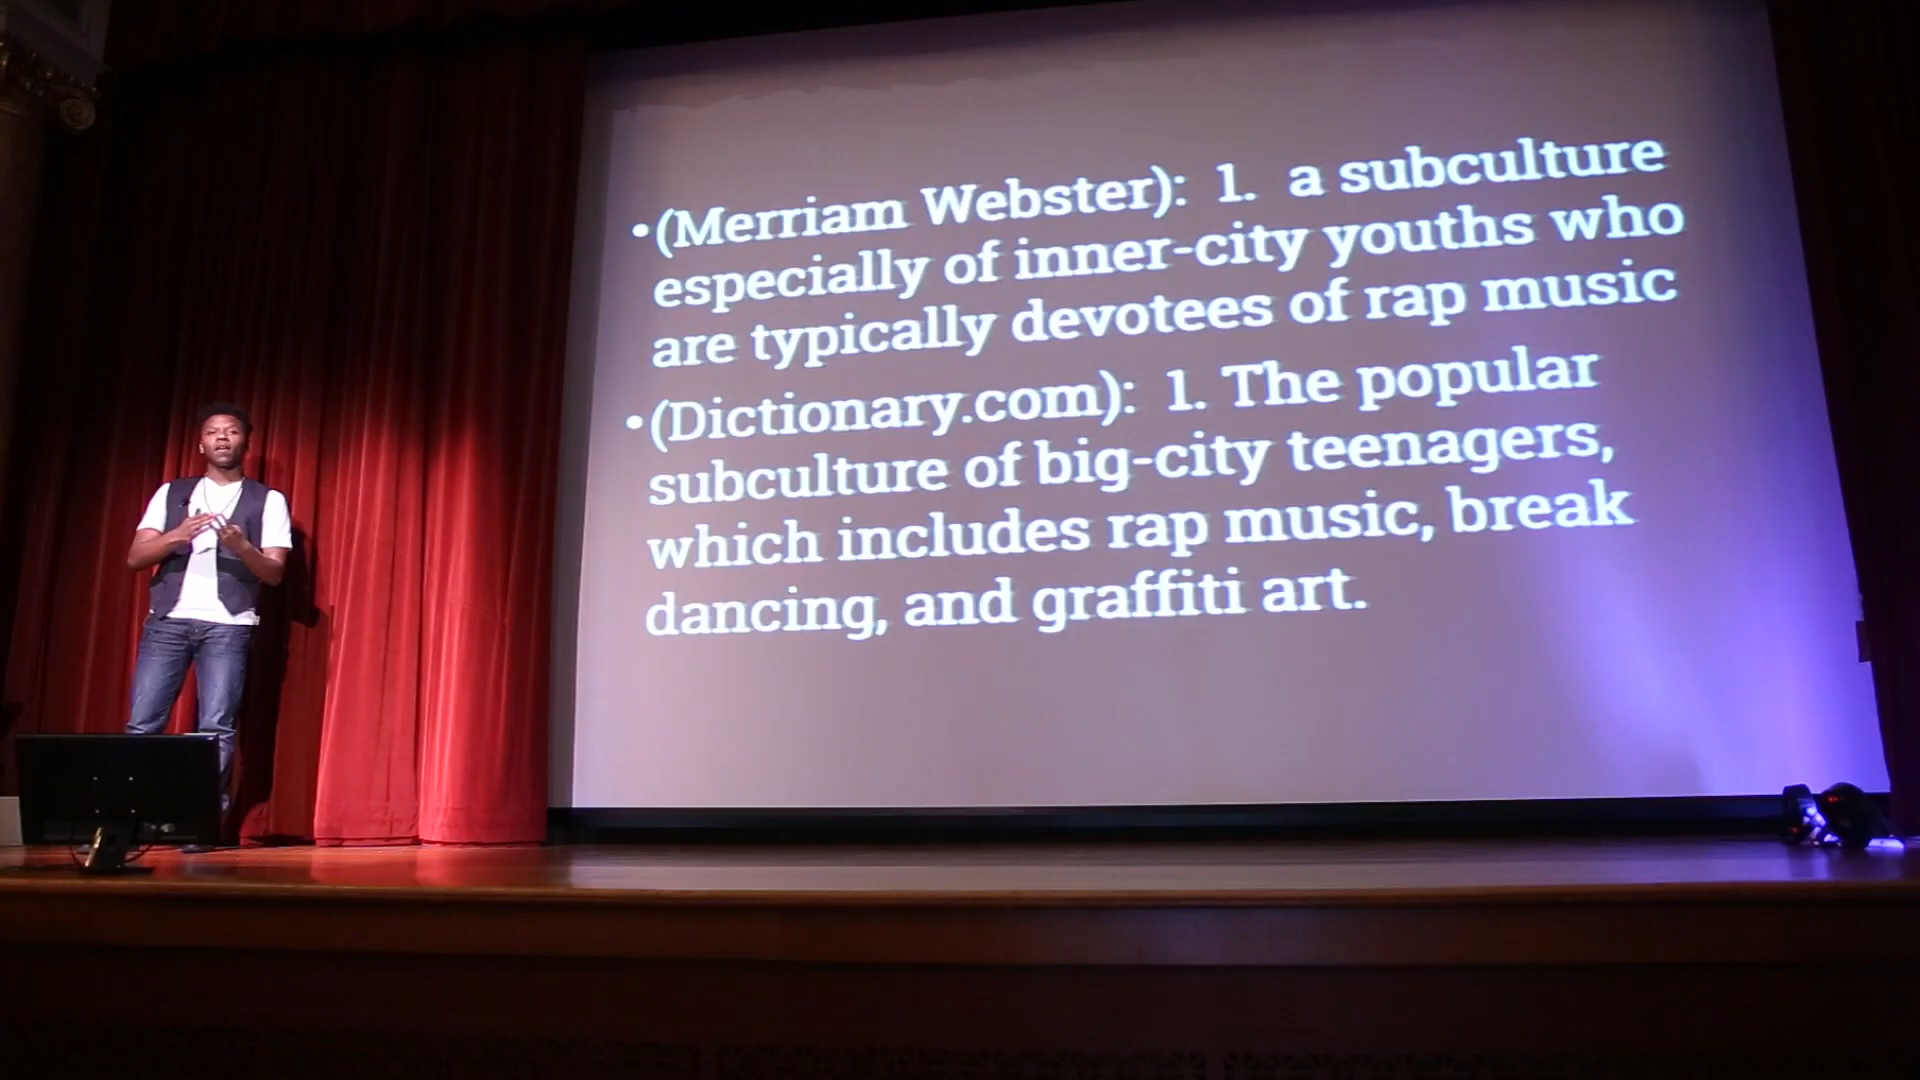 • (Merriam Webster): 1. a subculture
especially of inner-city youths who
are typically devotees of rap music
• (Dictionary.com): 1. The popular
subculture of big-city teenagers,
which includes rap music, break
dancing, and graffiti art.